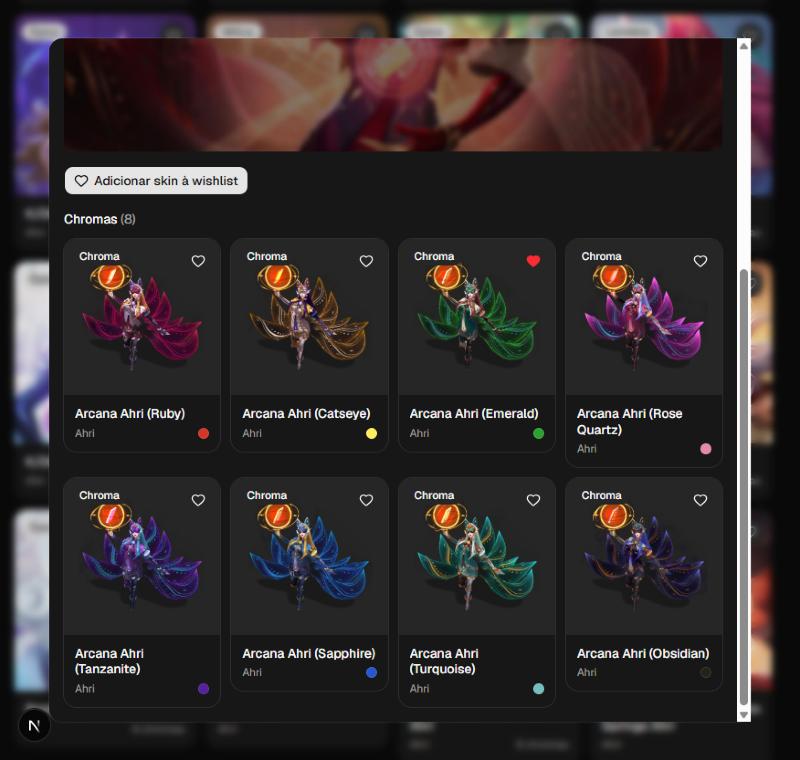 Adicionar skin à wishlist
Chromas (8)
Chroma
Chroma
Chroma
Chroma
Arcana Ahri (Ruby)
Ahri
Arcana Ahri (Catseye)
Ahri
Arcana Ahri (Emerald)
Ahri
Arcana Ahri (Rose
Quartz)
Ahri
Chroma
Chroma
Chroma
Chroma
Arcana Ahri
(Tanzanite)
Ahri
Arcana Ahri (Sapphire)
Ahri
Arcana Ahri
(Turquoise)
Ahri
Arcana Ahri (Obsidian)
Ahri
N